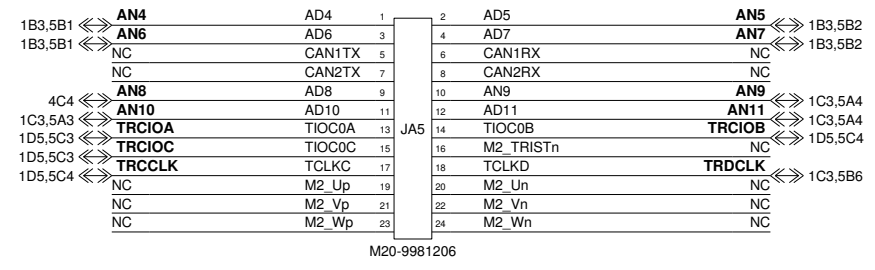 AN4 AD4 1 2 AD5 AN5
1B3,5B1 1B3,5B2
AN6 AD6 3 4 AD7 AN7
1B3,5B1 1B3,5B2
NC CAN1TX 5 6 CAN1RX NC
NC CAN2TX 7 8 CAN2RX NC
AN8 AD8 9 10 AN9 AN9
4C4 1C3,5A4
AN10 AD10 11 12 AD11 AN11
1C3,5A3 1C3,5A4
TRCIOA TIOC0A 13 JA5 14 TIOC0B TRCIOB
1D5,5C3 1D5,5C4
TRCIOC TIOC0C 15 16 M2_TRISTn NC
1D5,5C3
TRCCLK TCLKC 17 18 TCLKD TRDCLK
1D5,5C4 1C3,5B6
NC M2_Up 19 20 M2_Un NC
NC M2_Vp 21 22 M2_Vn NC
NC M2_Wp 23 24 M2_Wn NC
M20-9981206